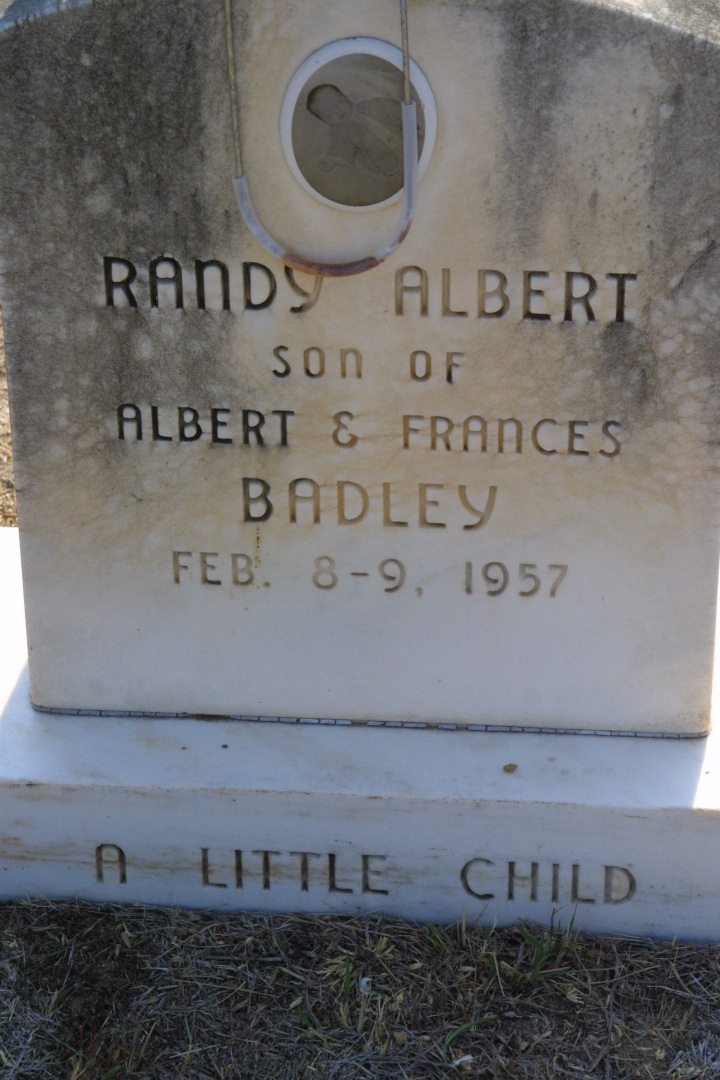 RANDY ALBERT
SON OF
ALBERT & FRANCES
BADLEY
FEB. 8-9, 1957
A LITTLE CHILD